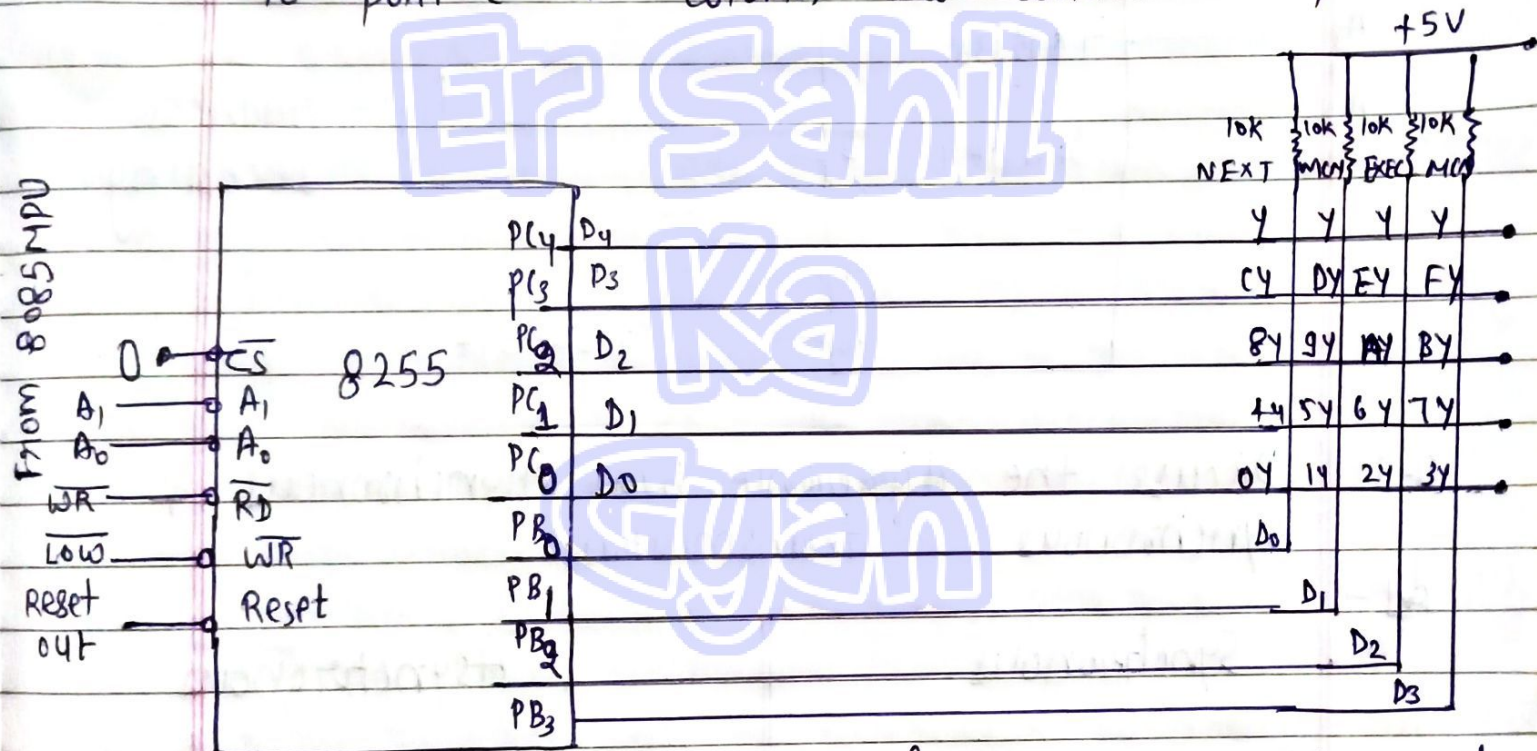 +5V
10K 10K 10K 10K
NEXT EXEC
Er Sahil
Ka
Gyan
From 8085 MPU
PC4 D4 Y Y Y Y
PC3 D3 CY DY EY FY
0 CS 8255 PC2 D2 8Y 9Y AY BY
A1 A1 PC1 D1 4Y 5Y 6Y 7Y
A0 A0 PC0 D0 0Y 1Y 2Y 3Y
WR RD PB0 D0
LOW WR PB1 D1
Reset Reset PB2 D2
out PB3 D3